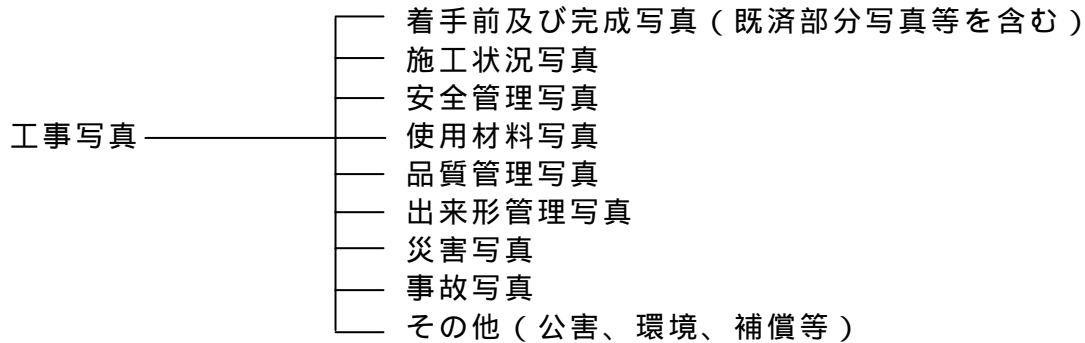 着手前及び完成写真（既済部分写真等を含む）
施工状況写真
安全管理写真
工事写真 使用材料写真
品質管理写真
出来形管理写真
災害写真
事故写真
その他（公害、環境、補償等）